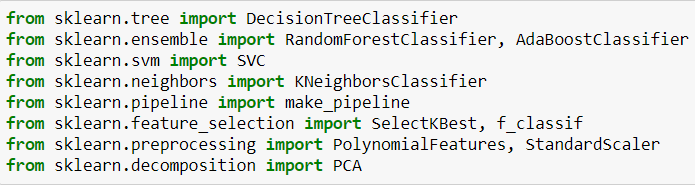 from sklearn.tree import DecisionTreeClassifier
from sklearn.ensemble import RandomForestClassifier, AdaBoostClassifier
from sklearn.svm import SVC
from sklearn.neighbors import KNeighborsClassifier
from sklearn.pipeline import make_pipeline
from sklearn.feature_selection import SelectKBest, f_classif
from sklearn.preprocessing import PolynomialFeatures, StandardScaler
from sklearn.decomposition import PCA